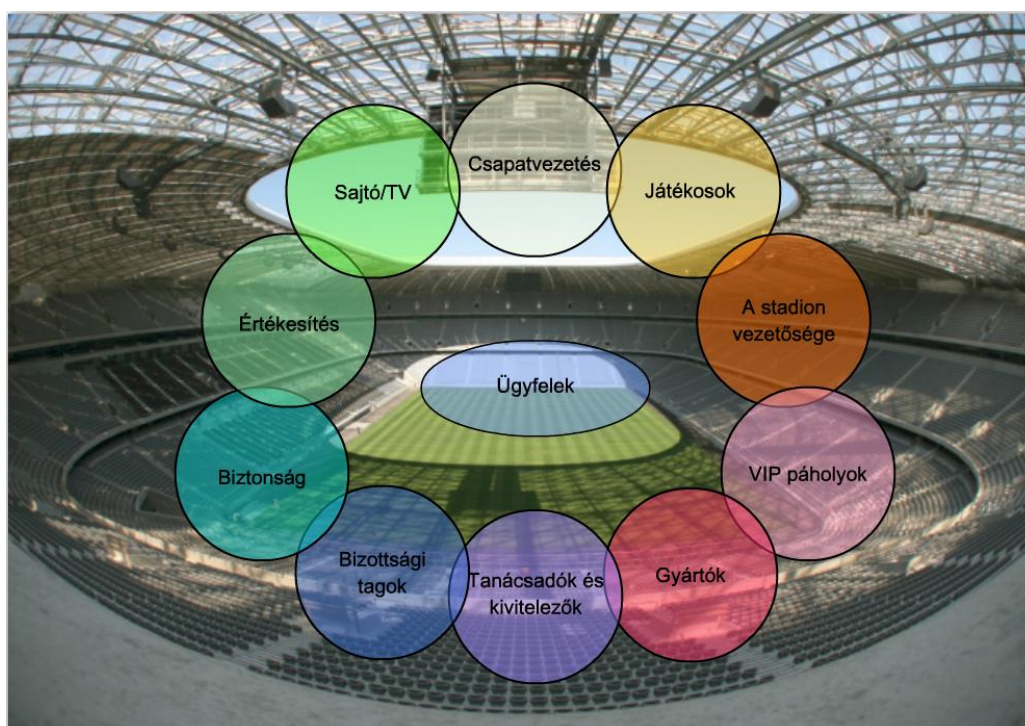 Csapatvezetés
Sajtó/TV
Játékosok
Értékesítés
A stadion
vezetősége
Ügyfelek
Biztonság
VIP páholyok
Bizottsági
tagok
Tanácsadók és
kivitelezők
Gyártók